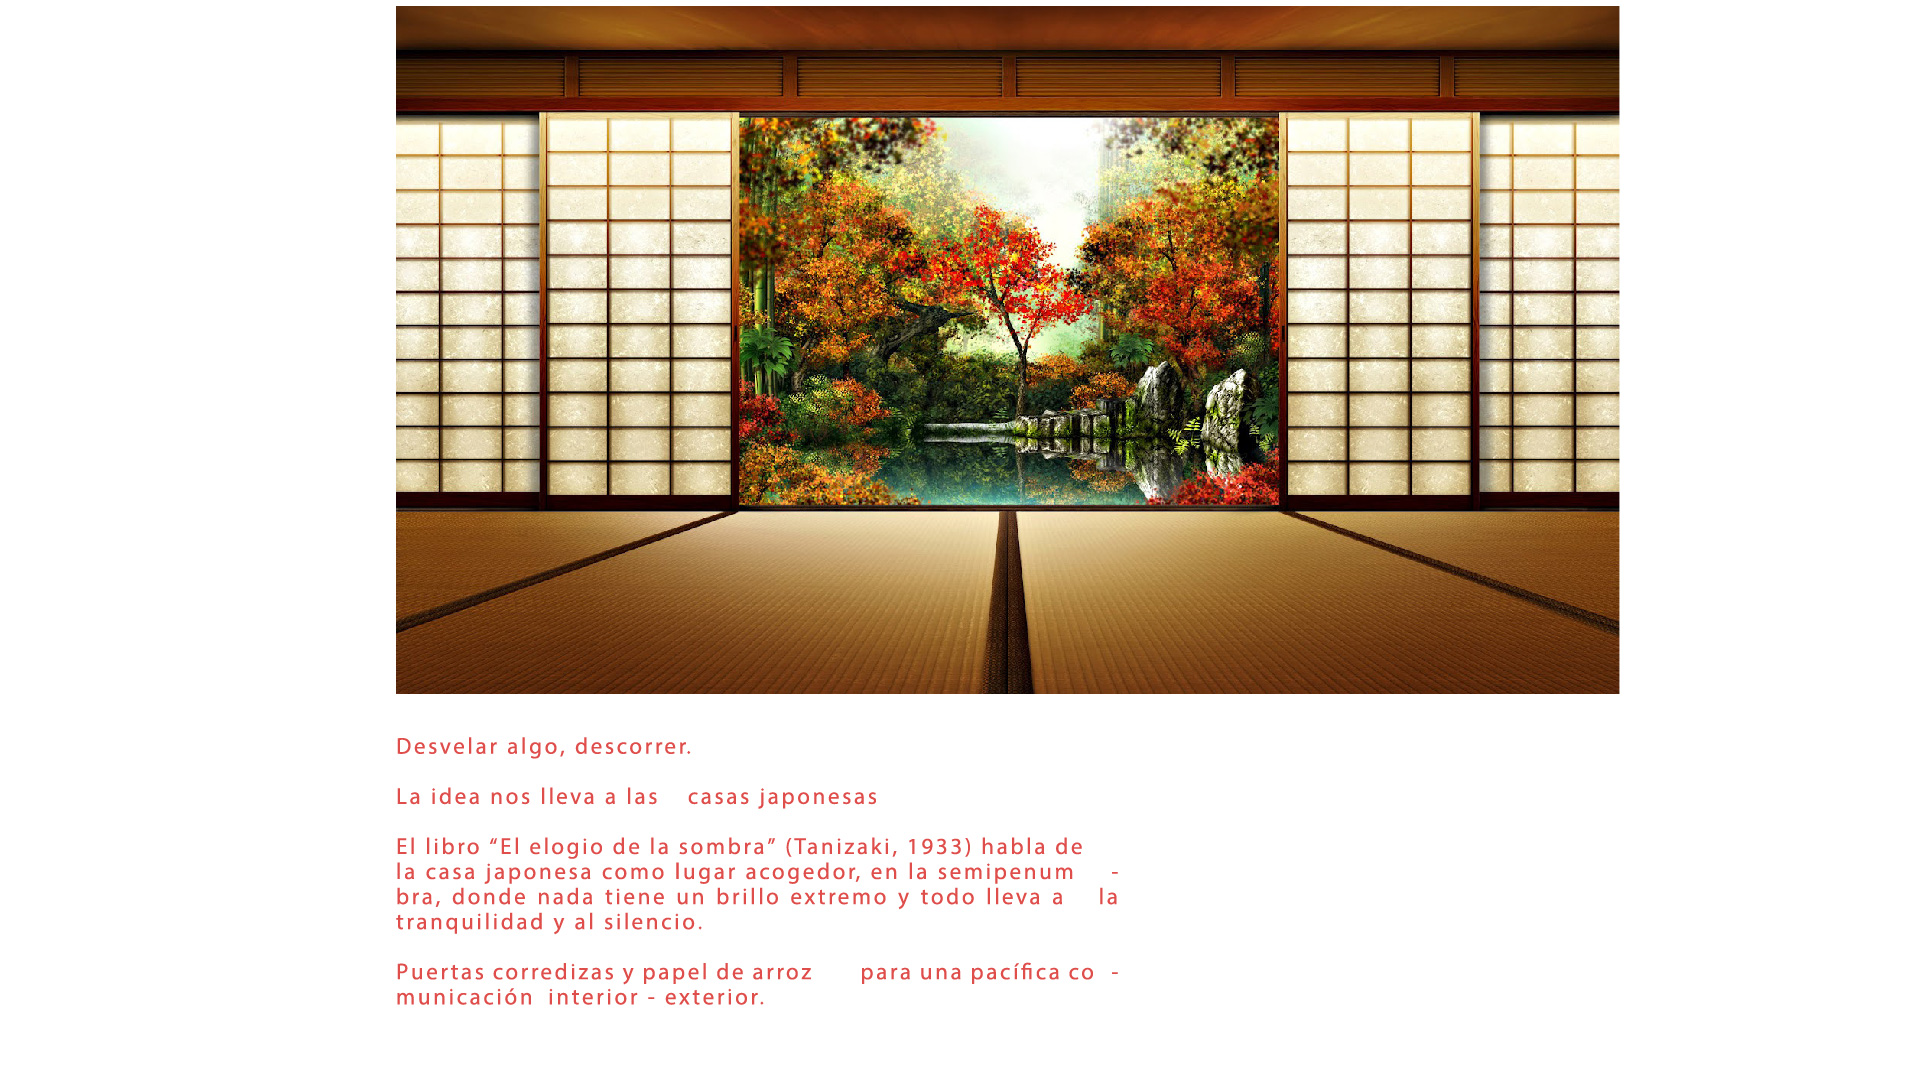 Desvelar algo, descorrer.
La idea nos lleva a las casas japonesas
El libro “El elogio de la sombra” (Tanizaki, 1933) habla de
la casa japonesa como lugar acogedor, en la semipenum -
bra, donde nada tiene un brillo extremo y todo lleva a la
tranquilidad y al silencio.
Puertas corredizas y papel de arroz para una pacífica co -
municación interior - exterior.